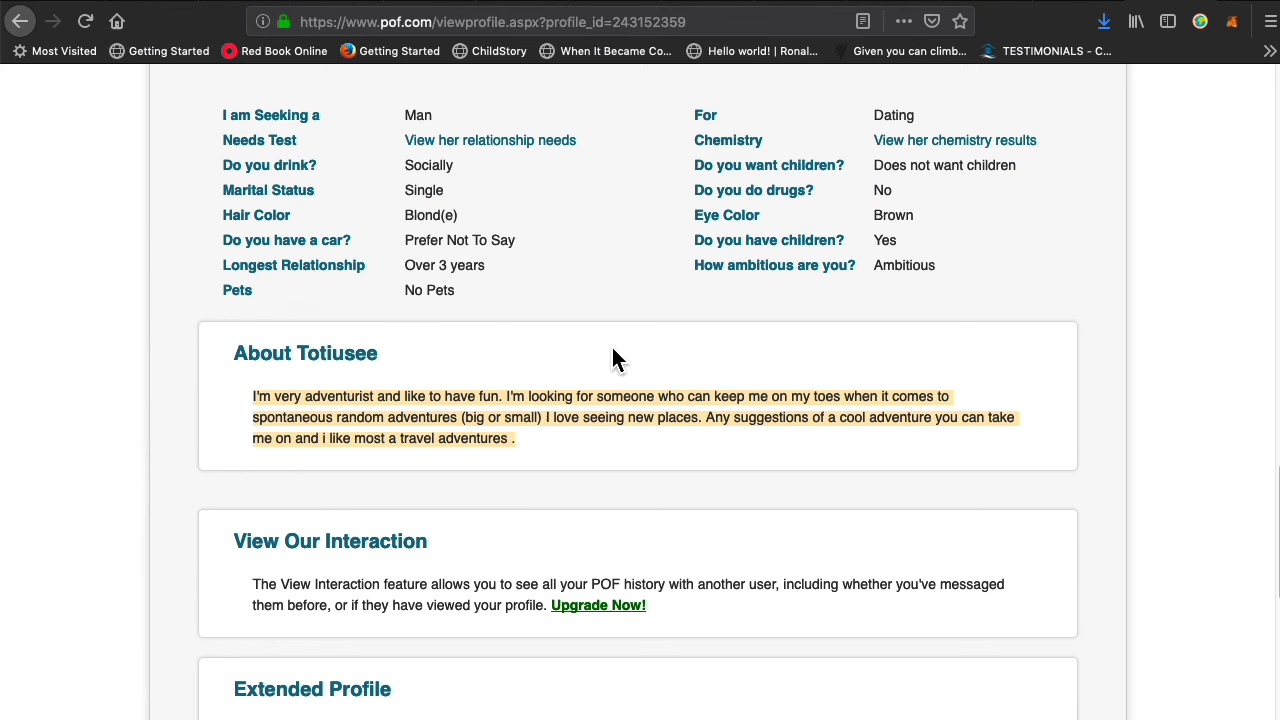 https://www.pof.com/viewprofile.aspx?profile_id=243152359
Most Visited Getting Started Red Book Online Getting Started ChildStory When It Became Co... Hello world! | Ronal... Given you can climb... TESTIMONIALS - C...
I am Seeking a Man For Dating
Needs Test View her relationship needs Chemistry View her chemistry results
Do you drink? Socially Do you want children? Does not want children
Marital Status Single Do you do drugs? No
Hair Color Blond(e) Eye Color Brown
Do you have a car? Prefer Not To Say Do you have children? Yes
Longest Relationship Over 3 years How ambitious are you? Ambitious
Pets No Pets
About Totiusee
I'm very adventurist and like to have fun. I'm looking for someone who can keep me on my toes when it comes to
spontaneous random adventures (big or small) I love seeing new places. Any suggestions of a cool adventure you can take
me on and i like most a travel adventures .
View Our Interaction
The View Interaction feature allows you to see all your POF history with another user, including whether you've messaged
them before, or if they have viewed your profile. Upgrade Now!
Extended Profile